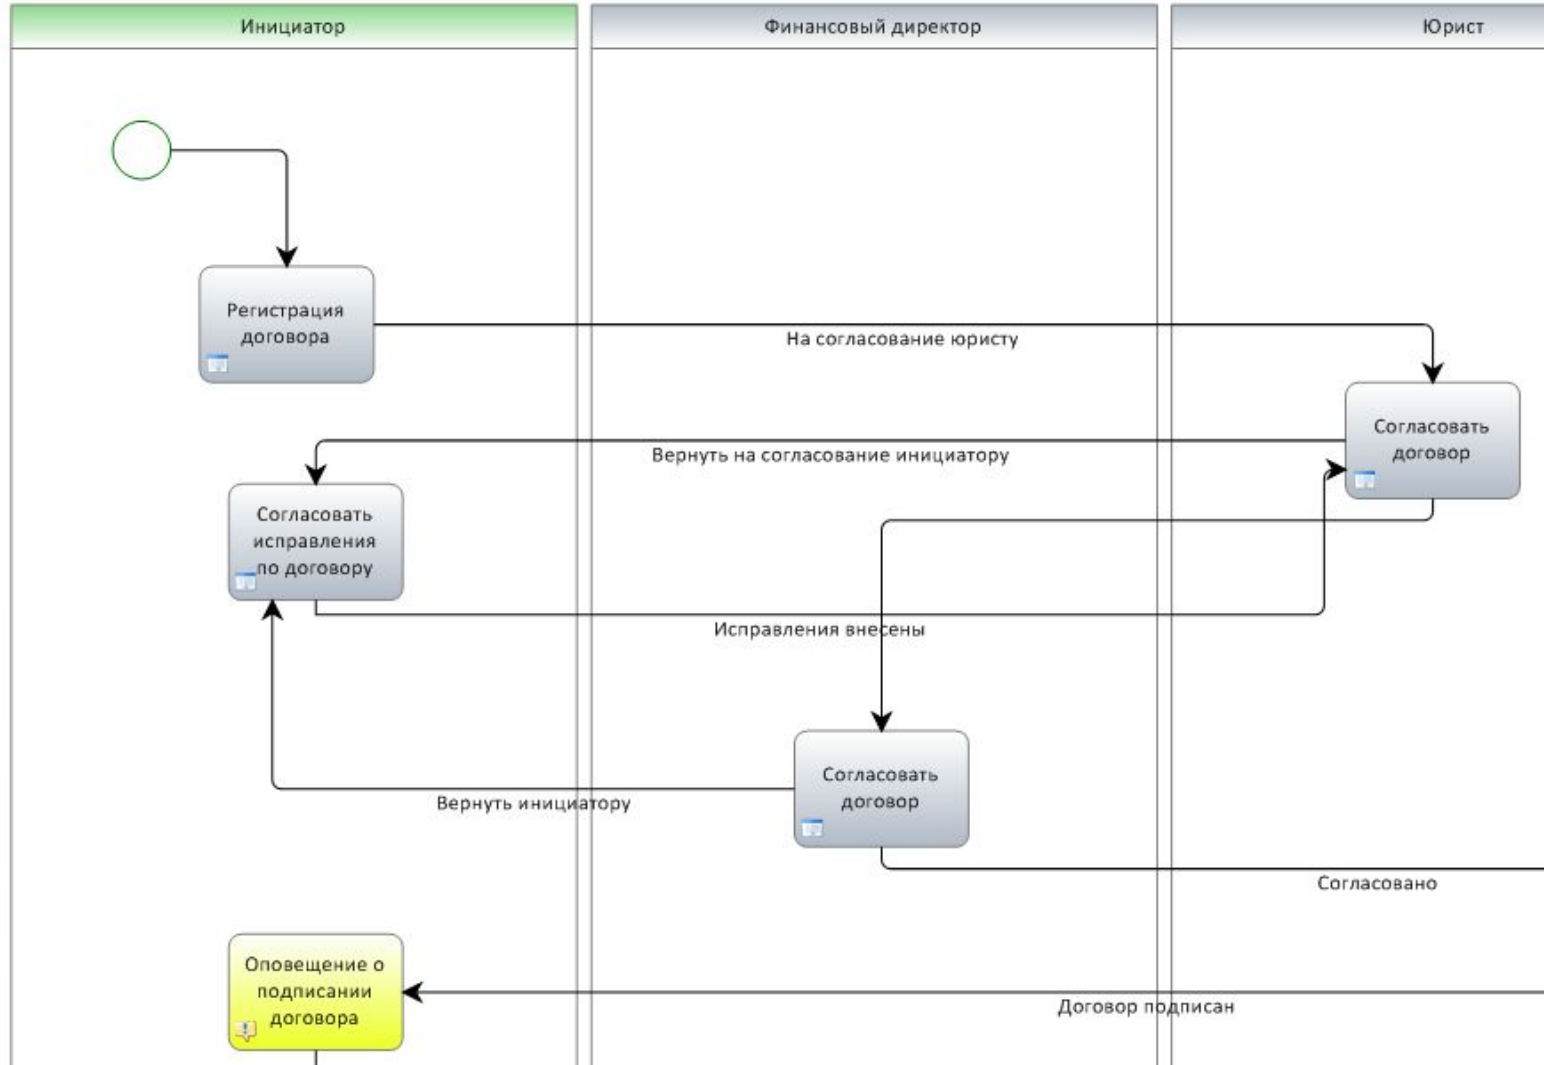 Инициатор
Финансовый директор
Юрист
Регистрация
договора
На согласование юристу
Согласовать
договор
Вернуть на согласование инициатору
Согласовать
исправления
по договору
Исправления внесены
Согласовать
договор
Вернуть инициатору
Согласовано
Оповещение о
подписании
договора
Договор подписан